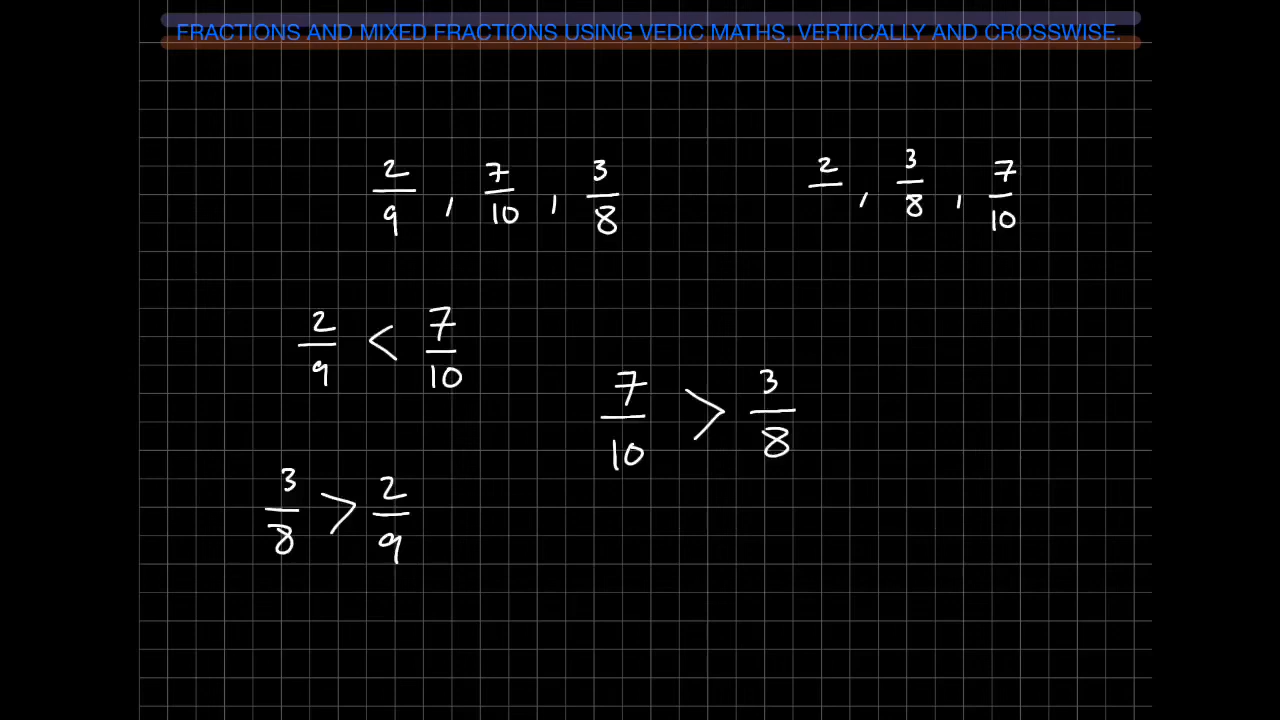 FRACTIONS AND MIXED FRACTIONS USING VEDIC MATHS, VERTICALLY AND CROSSWISE.
2/9 , 7/10 , 3/8
2/ , 3/8 , 7/10
2/9 < 7/10
7/10 > 3/8
3/8 > 2/9